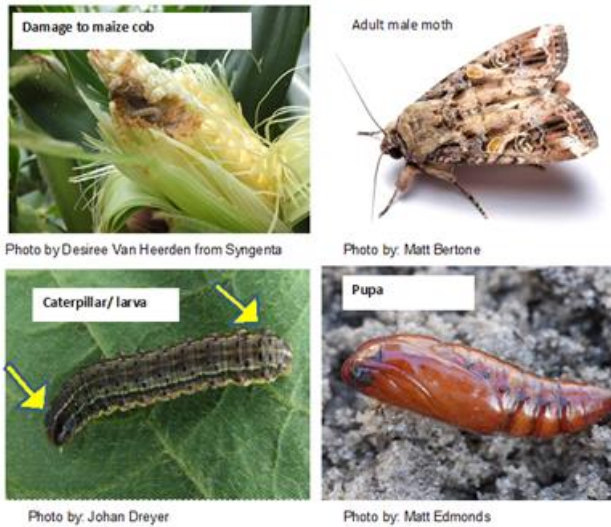 Damage to maize cob
Adult male moth
Photo by Desiree Van Heerden from Syngenta
Photo by: Matt Bertone
Caterpillar/ larva
Pupa
Photo by: Johan Dreyer
Photo by: Matt Edmonds